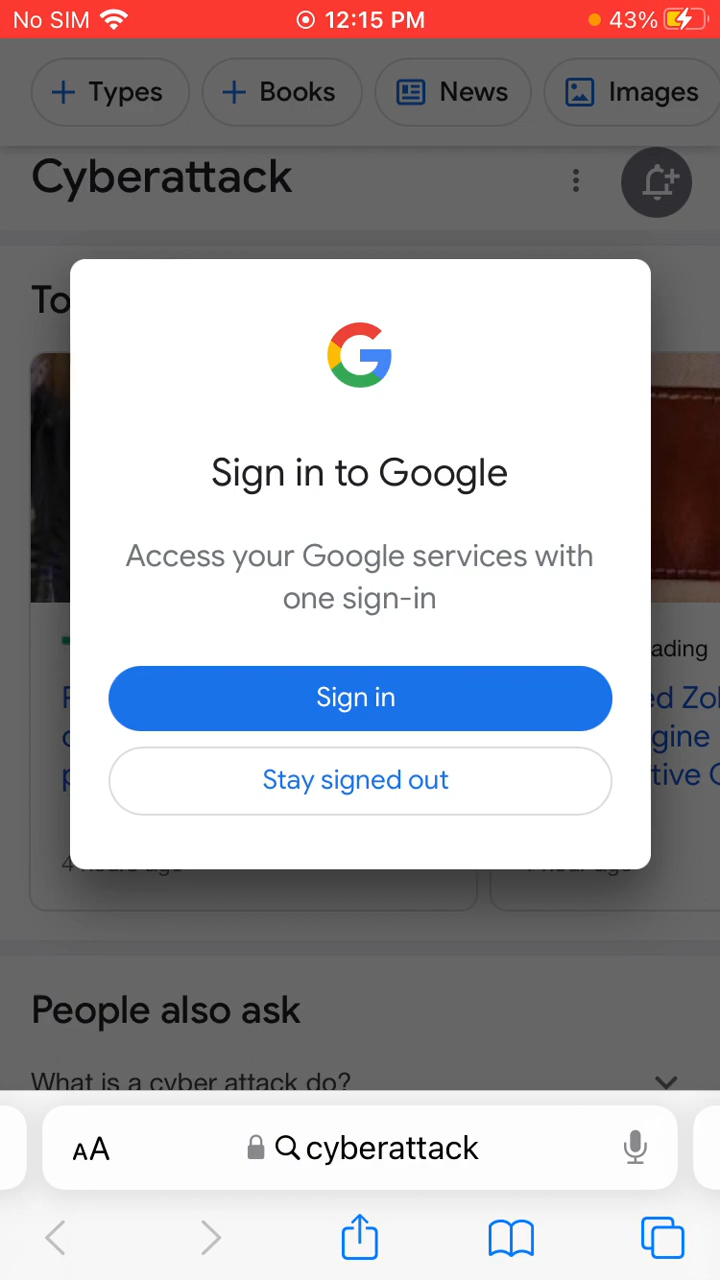 No SIM 12:15 PM 43%
Types Books News Images
Cyberattack
Sign in to Google
Access your Google services with
one sign-in
Sign in
Stay signed out
People also ask
What is a cyber attack do?
AA cyberattack